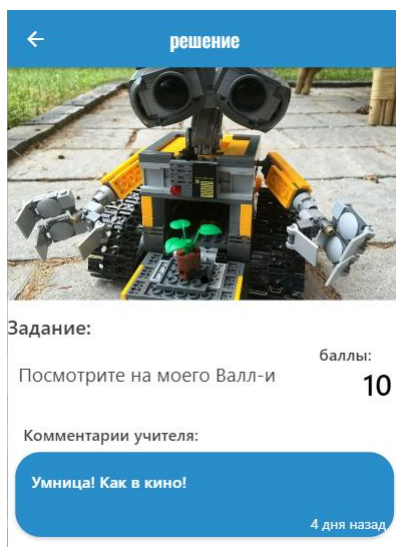 решение
Задание:
баллы:
Посмотрите на моего Валл-и
10
Комментарии учителя:
Умница! Как в кино!
4 дня назад